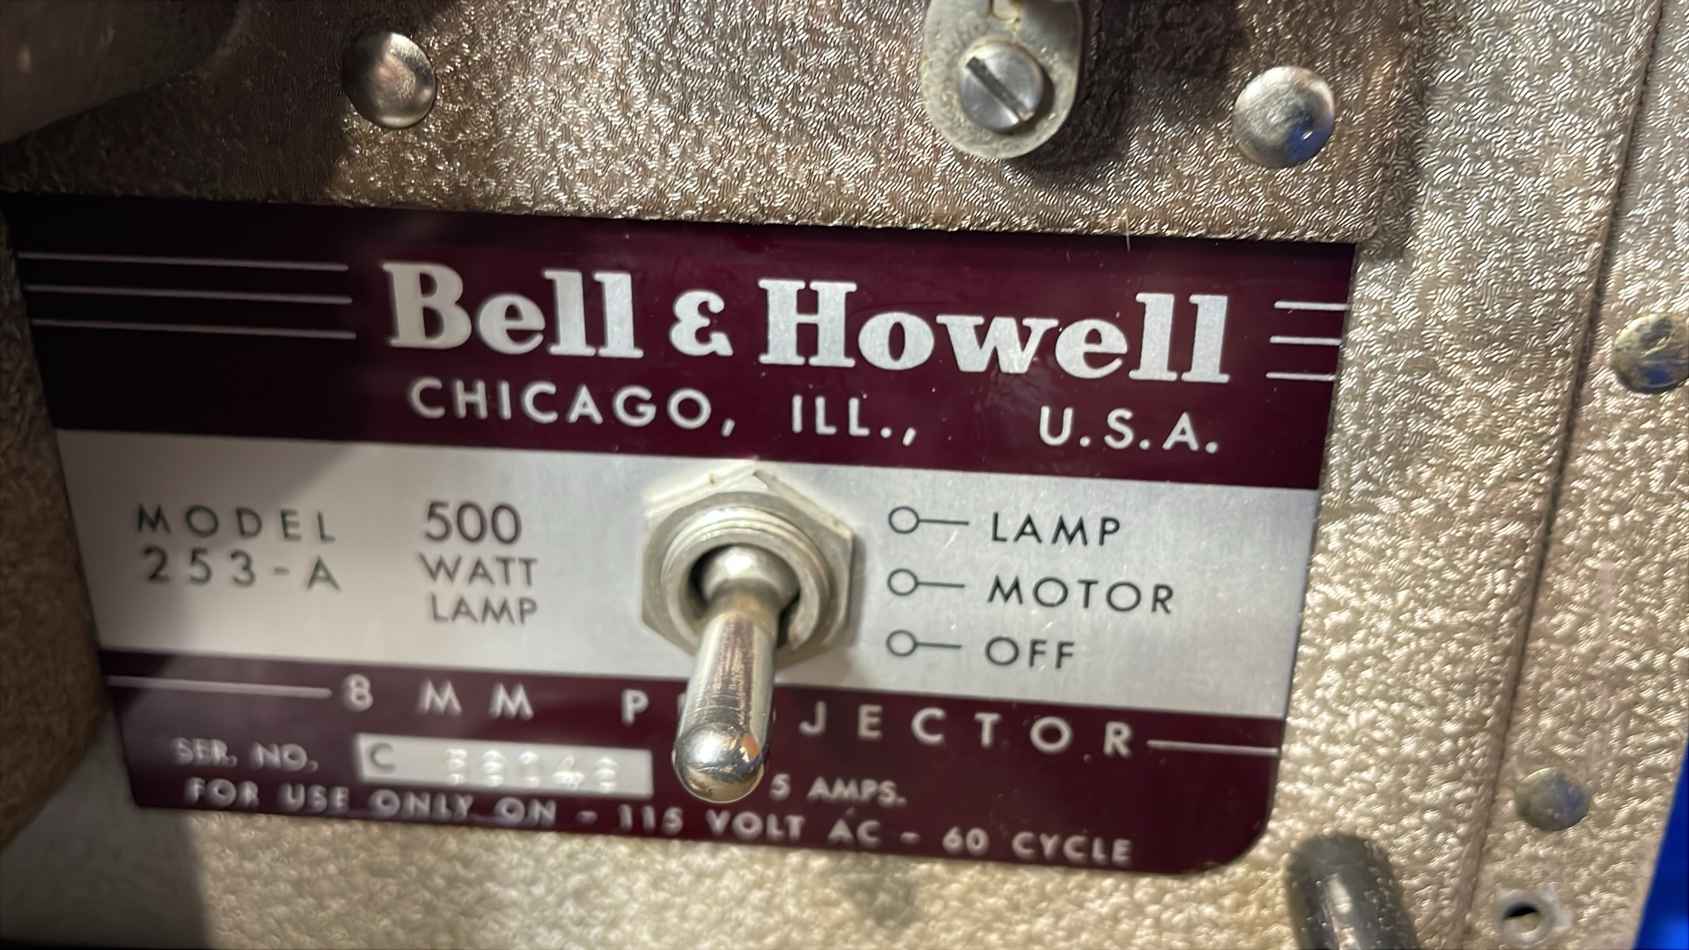 Bell & Howell
CHICAGO, ILL., U.S.A.
MODEL
253-A
500
WATT
LAMP
LAMP
MOTOR
OFF
8 MM PROJECTOR
SER. NO. C
5 AMPS.
FOR USE ONLY ON - 115 VOLT AC - 60 CYCLE